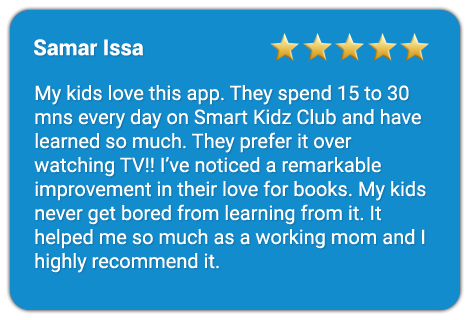 Samar Issa
My kids love this app. They spend 15 to 30
mns every day on Smart Kidz Club and have
learned so much. They prefer it over
watching TV!! I’ve noticed a remarkable
improvement in their love for books. My kids
never get bored from learning from it. It
helped me so much as a working mom and I
highly recommend it.